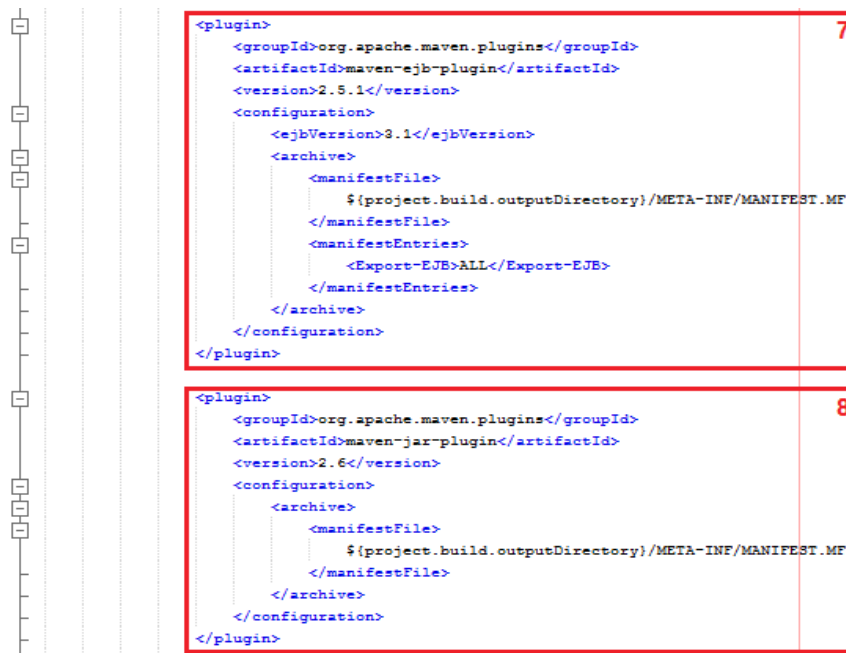 <plugin>
7
<groupId>org.apache.maven.plugins</groupId>
<artifactId>maven-ejb-plugin</artifactId>
<version>2.5.1</version>
<configuration>
<ejbVersion>3.1</ejbVersion>
<archive>
<manifestFile>
${project.build.outputDirectory}/META-INF/MANIFEST.MF
</manifestFile>
<manifestEntries>
<Export-EJB>ALL</Export-EJB>
</manifestEntries>
</archive>
</configuration>
</plugin>
<plugin>
8
<groupId>org.apache.maven.plugins</groupId>
<artifactId>maven-jar-plugin</artifactId>
<version>2.6</version>
<configuration>
<archive>
<manifestFile>
${project.build.outputDirectory}/META-INF/MANIFEST.MF
</manifestFile>
</archive>
</configuration>
</plugin>